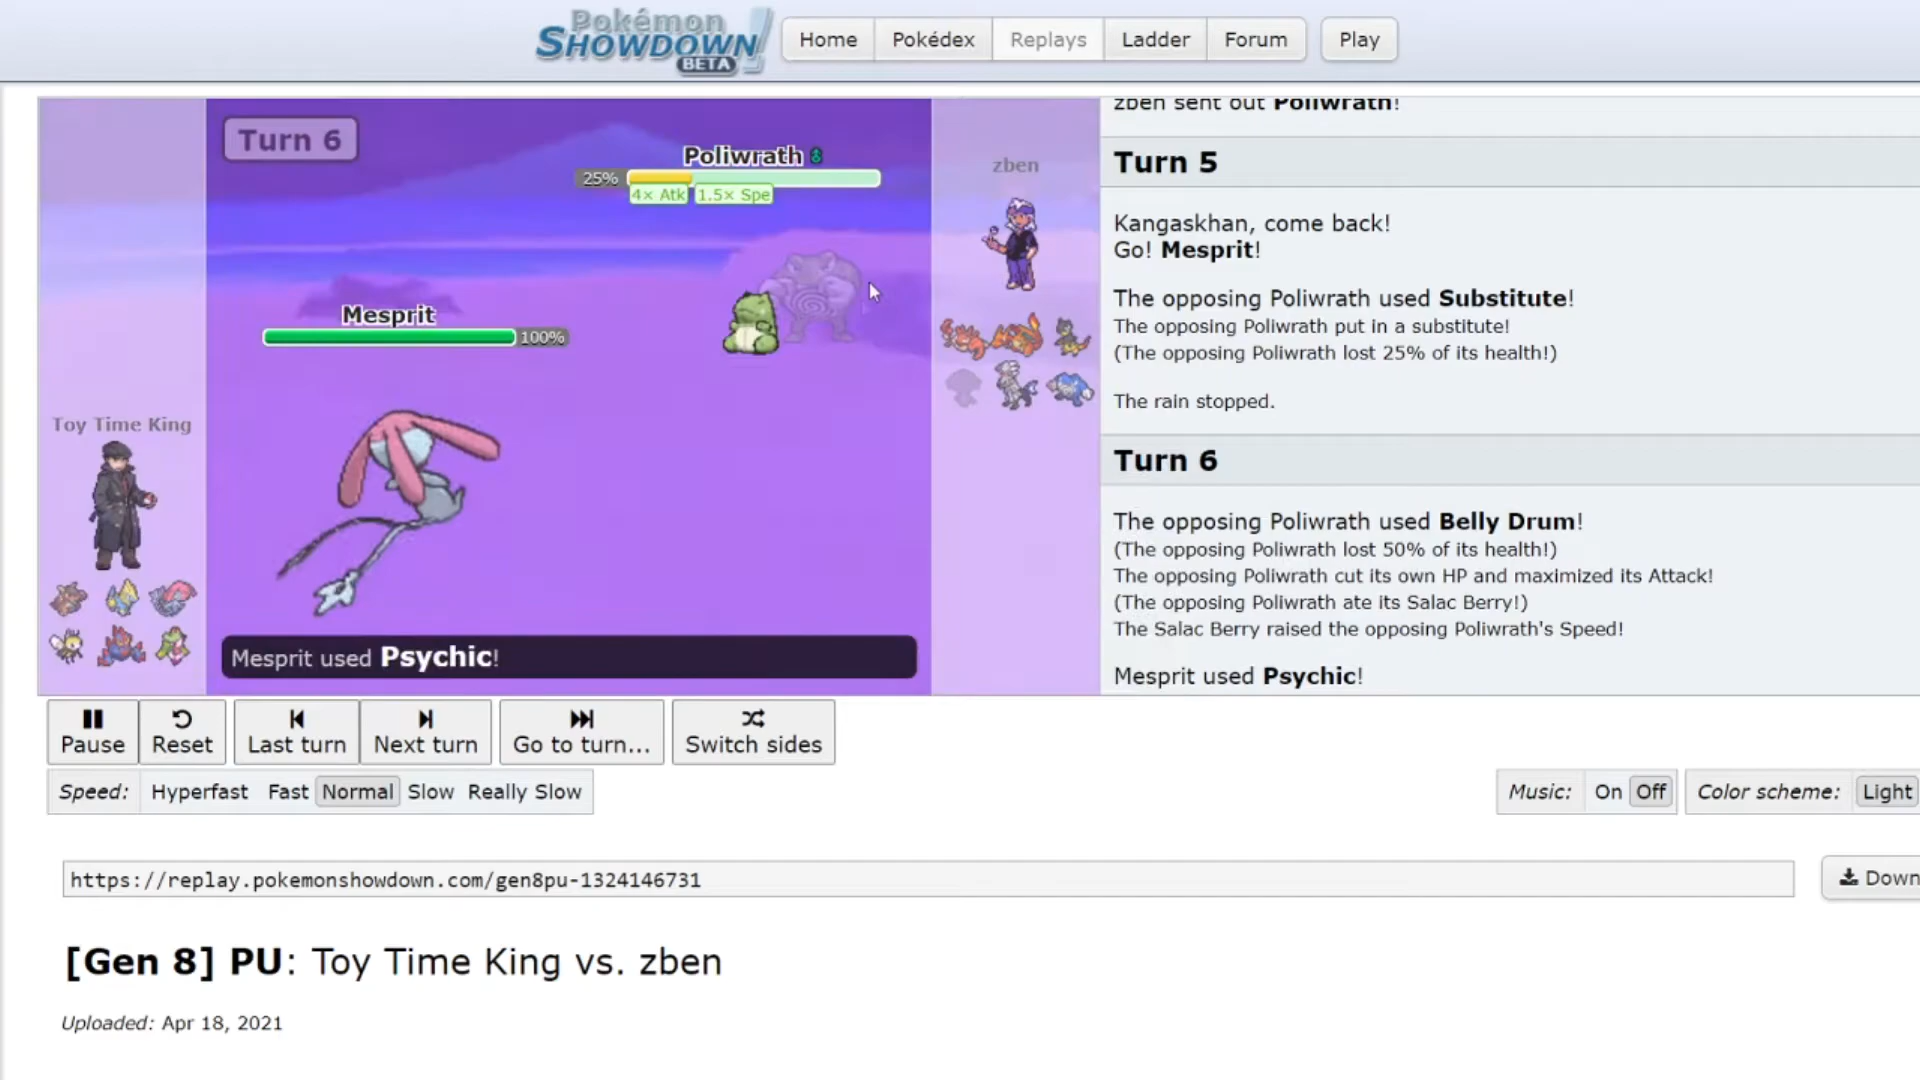 Pokémon
SHOWDOWN!
BETA
Home
Pokédex
Replays
Ladder
Forum
Play
Turn 6
Poliwrath
25%
4× Atk
1.5× Spe
Mesprit
100%
Toy Time King
zben
Mesprit used Psychic!
zben sent out Poliwrath!
Turn 5
Kangaskhan, come back!
Go! Mesprit!
The opposing Poliwrath used Substitute!
The opposing Poliwrath put in a substitute!
(The opposing Poliwrath lost 25% of its health!)
The rain stopped.
Turn 6
The opposing Poliwrath used Belly Drum!
(The opposing Poliwrath lost 50% of its health!)
The opposing Poliwrath cut its own HP and maximized its Attack!
(The opposing Poliwrath ate its Salac Berry!)
The Salac Berry raised the opposing Poliwrath's Speed!
Mesprit used Psychic!
Pause
Reset
Last turn
Next turn
Go to turn...
Switch sides
Speed: Hyperfast Fast Normal Slow Really Slow
Music: On Off
Color scheme: Light
https://replay.pokemonshowdown.com/gen8pu-1324146731
Down
[Gen 8] PU: Toy Time King vs. zben
Uploaded: Apr 18, 2021